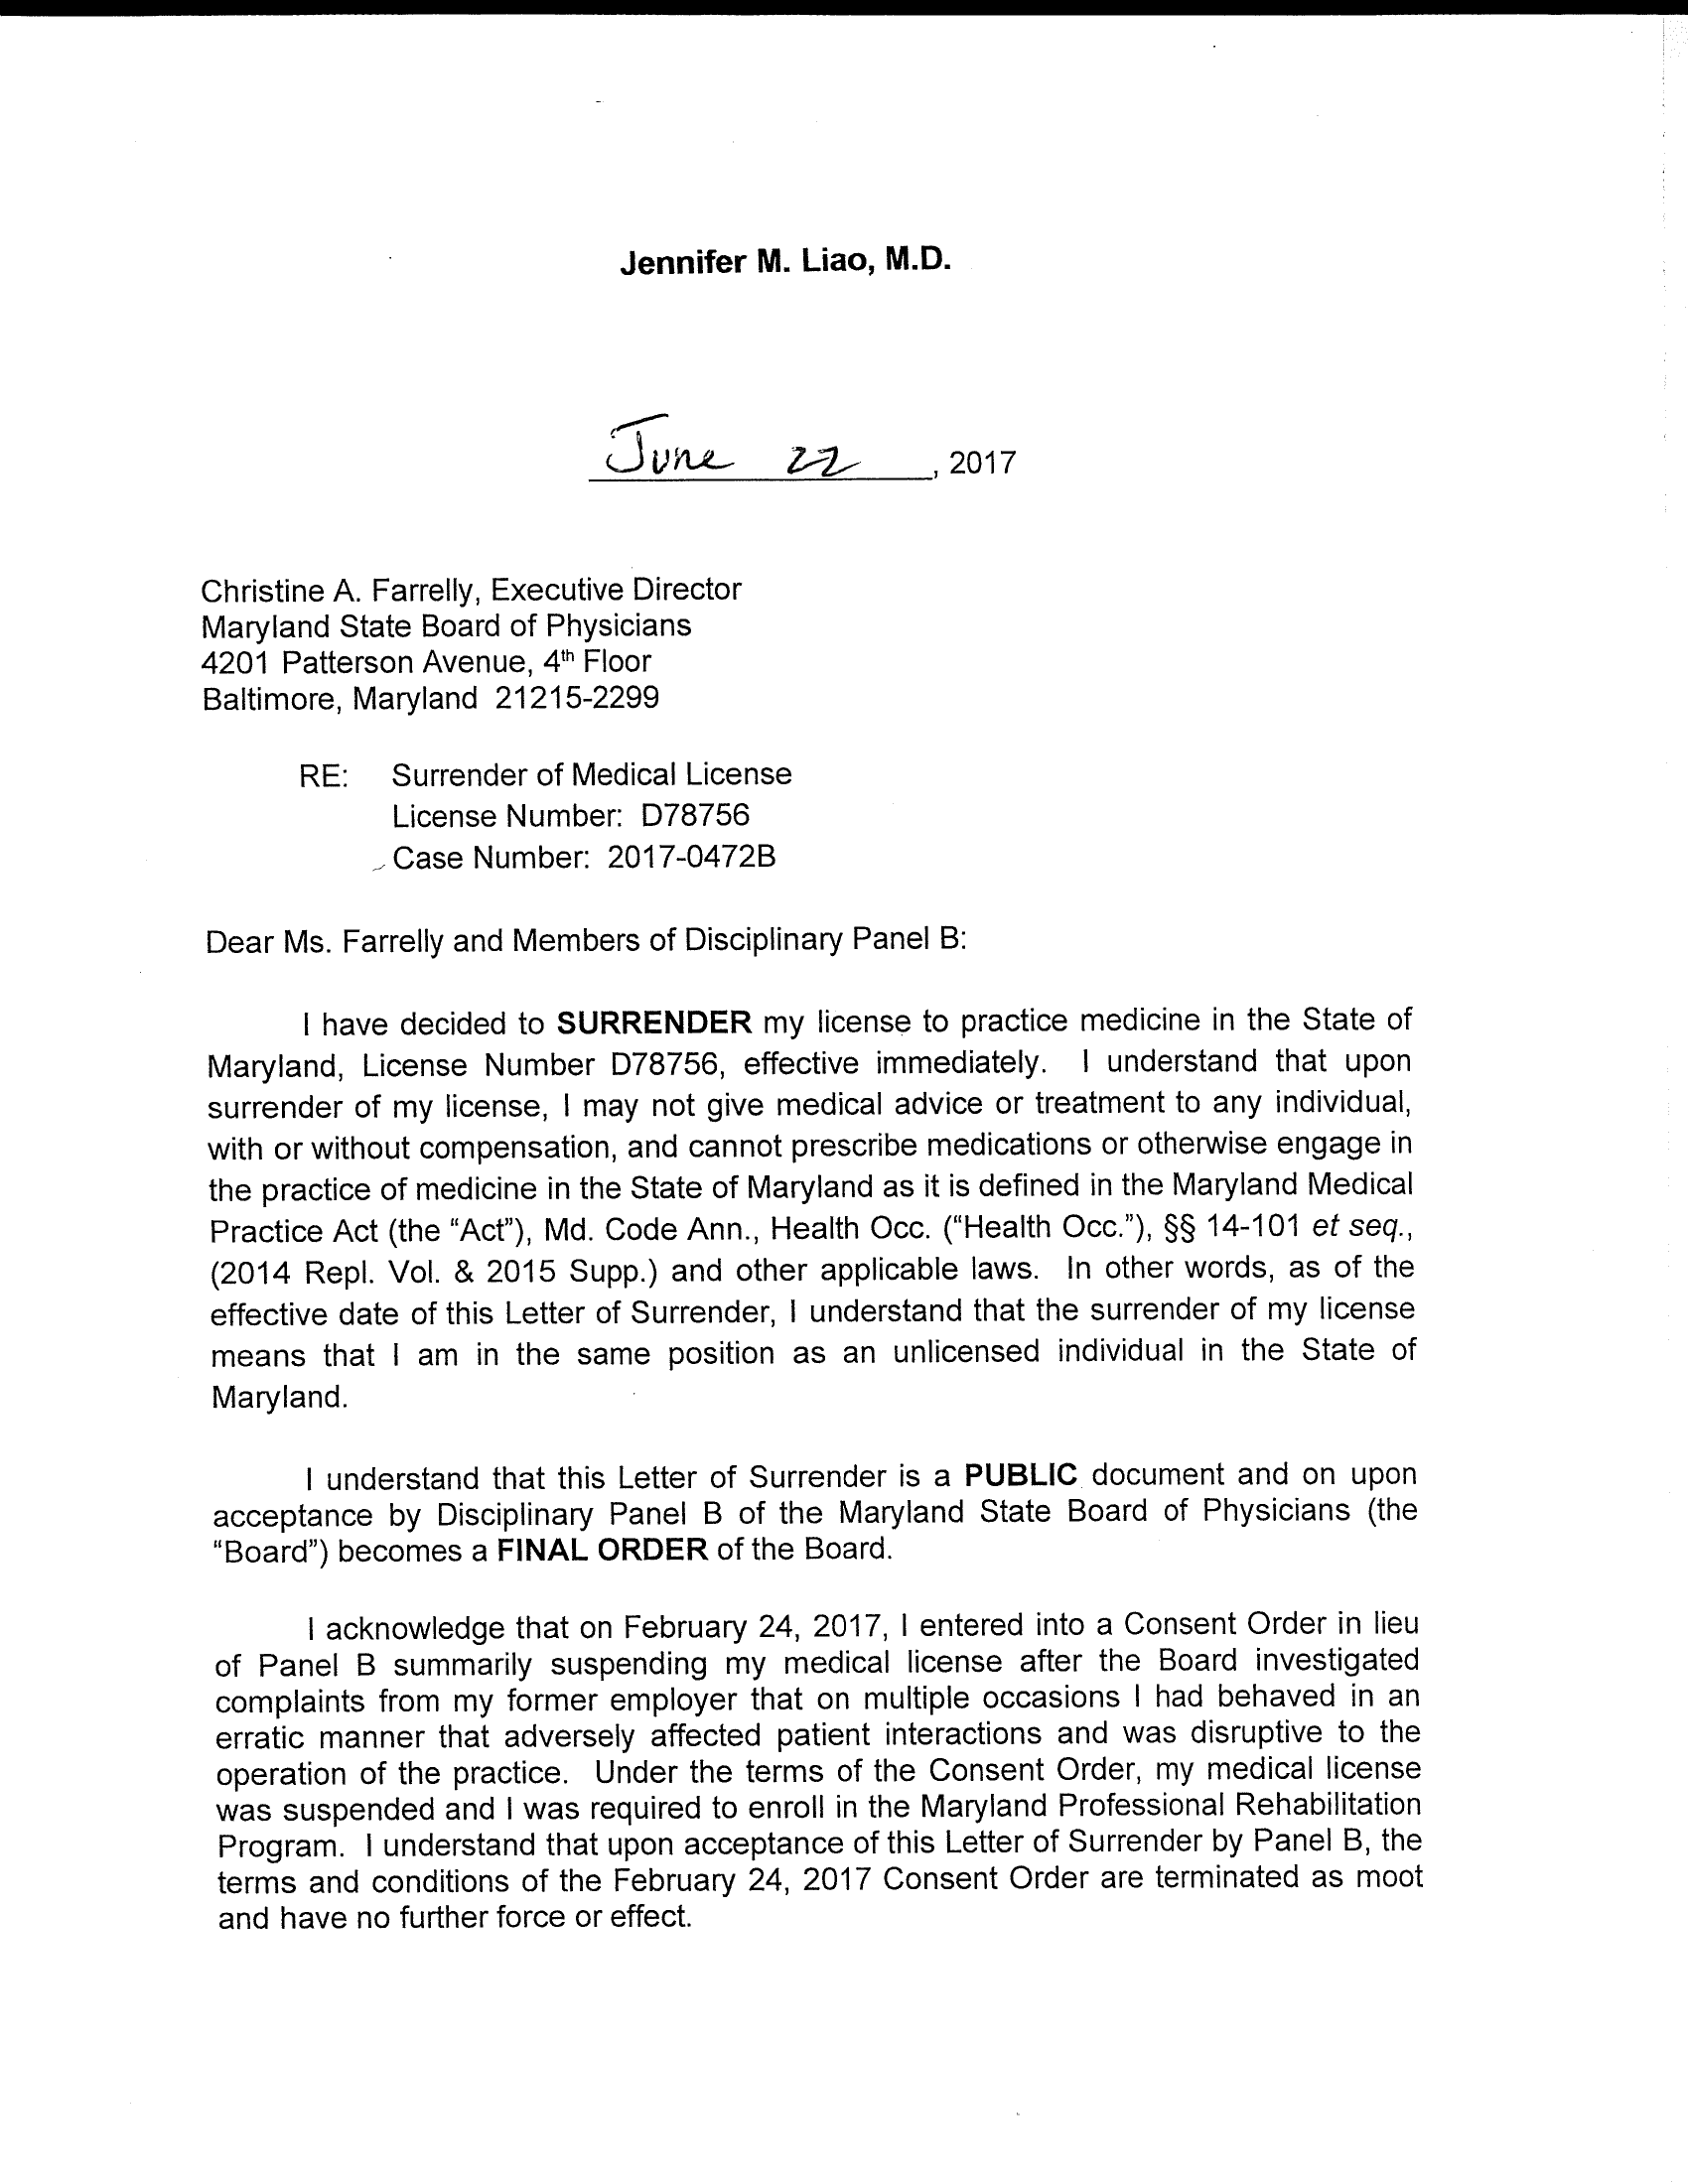 Jennifer M. Liao, M.D.
June 22, 2017
Christine A. Farrelly, Executive Director
Maryland State Board of Physicians
4201 Patterson Avenue, 4th Floor
Baltimore, Maryland 21215-2299
RE: Surrender of Medical License
License Number: D78756
Case Number: 2017-0472B
Dear Ms. Farrelly and Members of Disciplinary Panel B:
I have decided to SURRENDER my license to practice medicine in the State of
Maryland, License Number D78756, effective immediately. I understand that upon
surrender of my license, I may not give medical advice or treatment to any individual,
with or without compensation, and cannot prescribe medications or otherwise engage in
the practice of medicine in the State of Maryland as it is defined in the Maryland Medical
Practice Act (the “Act”), Md. Code Ann., Health Occ. (“Health Occ.”), §§ 14-101 et seq.,
(2014 Repl. Vol. & 2015 Supp.) and other applicable laws. In other words, as of the
effective date of this Letter of Surrender, I understand that the surrender of my license
means that I am in the same position as an unlicensed individual in the State of
Maryland.
I understand that this Letter of Surrender is a PUBLIC document and on upon
acceptance by Disciplinary Panel B of the Maryland State Board of Physicians (the
“Board”) becomes a FINAL ORDER of the Board.
I acknowledge that on February 24, 2017, I entered into a Consent Order in lieu
of Panel B summarily suspending my medical license after the Board investigated
complaints from my former employer that on multiple occasions I had behaved in an
erratic manner that adversely affected patient interactions and was disruptive to the
operation of the practice. Under the terms of the Consent Order, my medical license
was suspended and I was required to enroll in the Maryland Professional Rehabilitation
Program. I understand that upon acceptance of this Letter of Surrender by Panel B, the
terms and conditions of the February 24, 2017 Consent Order are terminated as moot
and have no further force or effect.